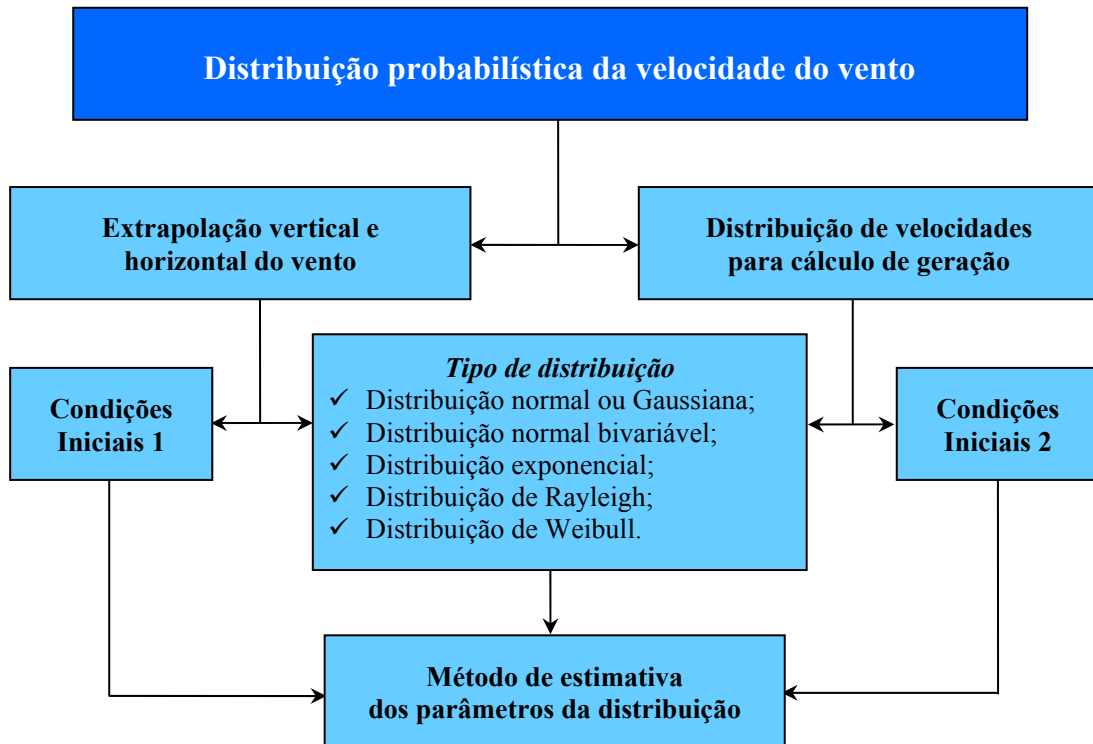 Distribuição probabilística da velocidade do vento
Extrapolação vertical e
horizontal do vento
Distribuição de velocidades
para cálculo de geração
Condições
Iniciais 1
Tipo de distribuição
✓ Distribuição normal ou Gaussiana;
✓ Distribuição normal bivariável;
✓ Distribuição exponencial;
✓ Distribuição de Rayleigh;
✓ Distribuição de Weibull.
Condições
Iniciais 2
Método de estimativa
dos parâmetros da distribuição